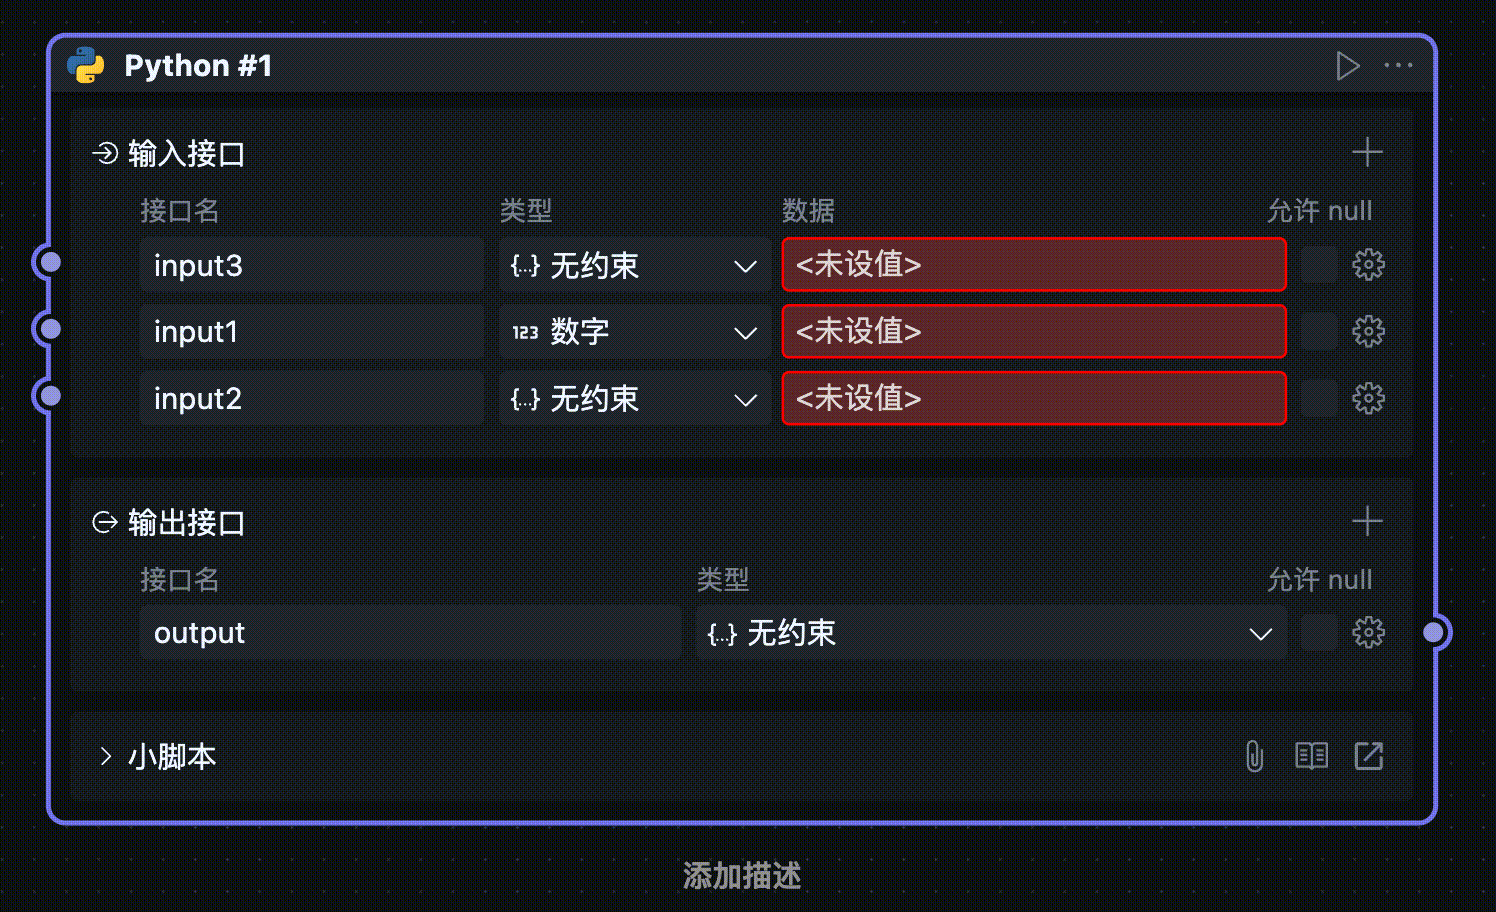 Python #1
输入接口
接口名 类型 数据 允许 null
input3 {...} 无约束 <未设值>
input1 123 数字 <未设值>
input2 {...} 无约束 <未设值>
输出接口
接口名 类型 允许 null
output {...} 无约束
小脚本
添加描述